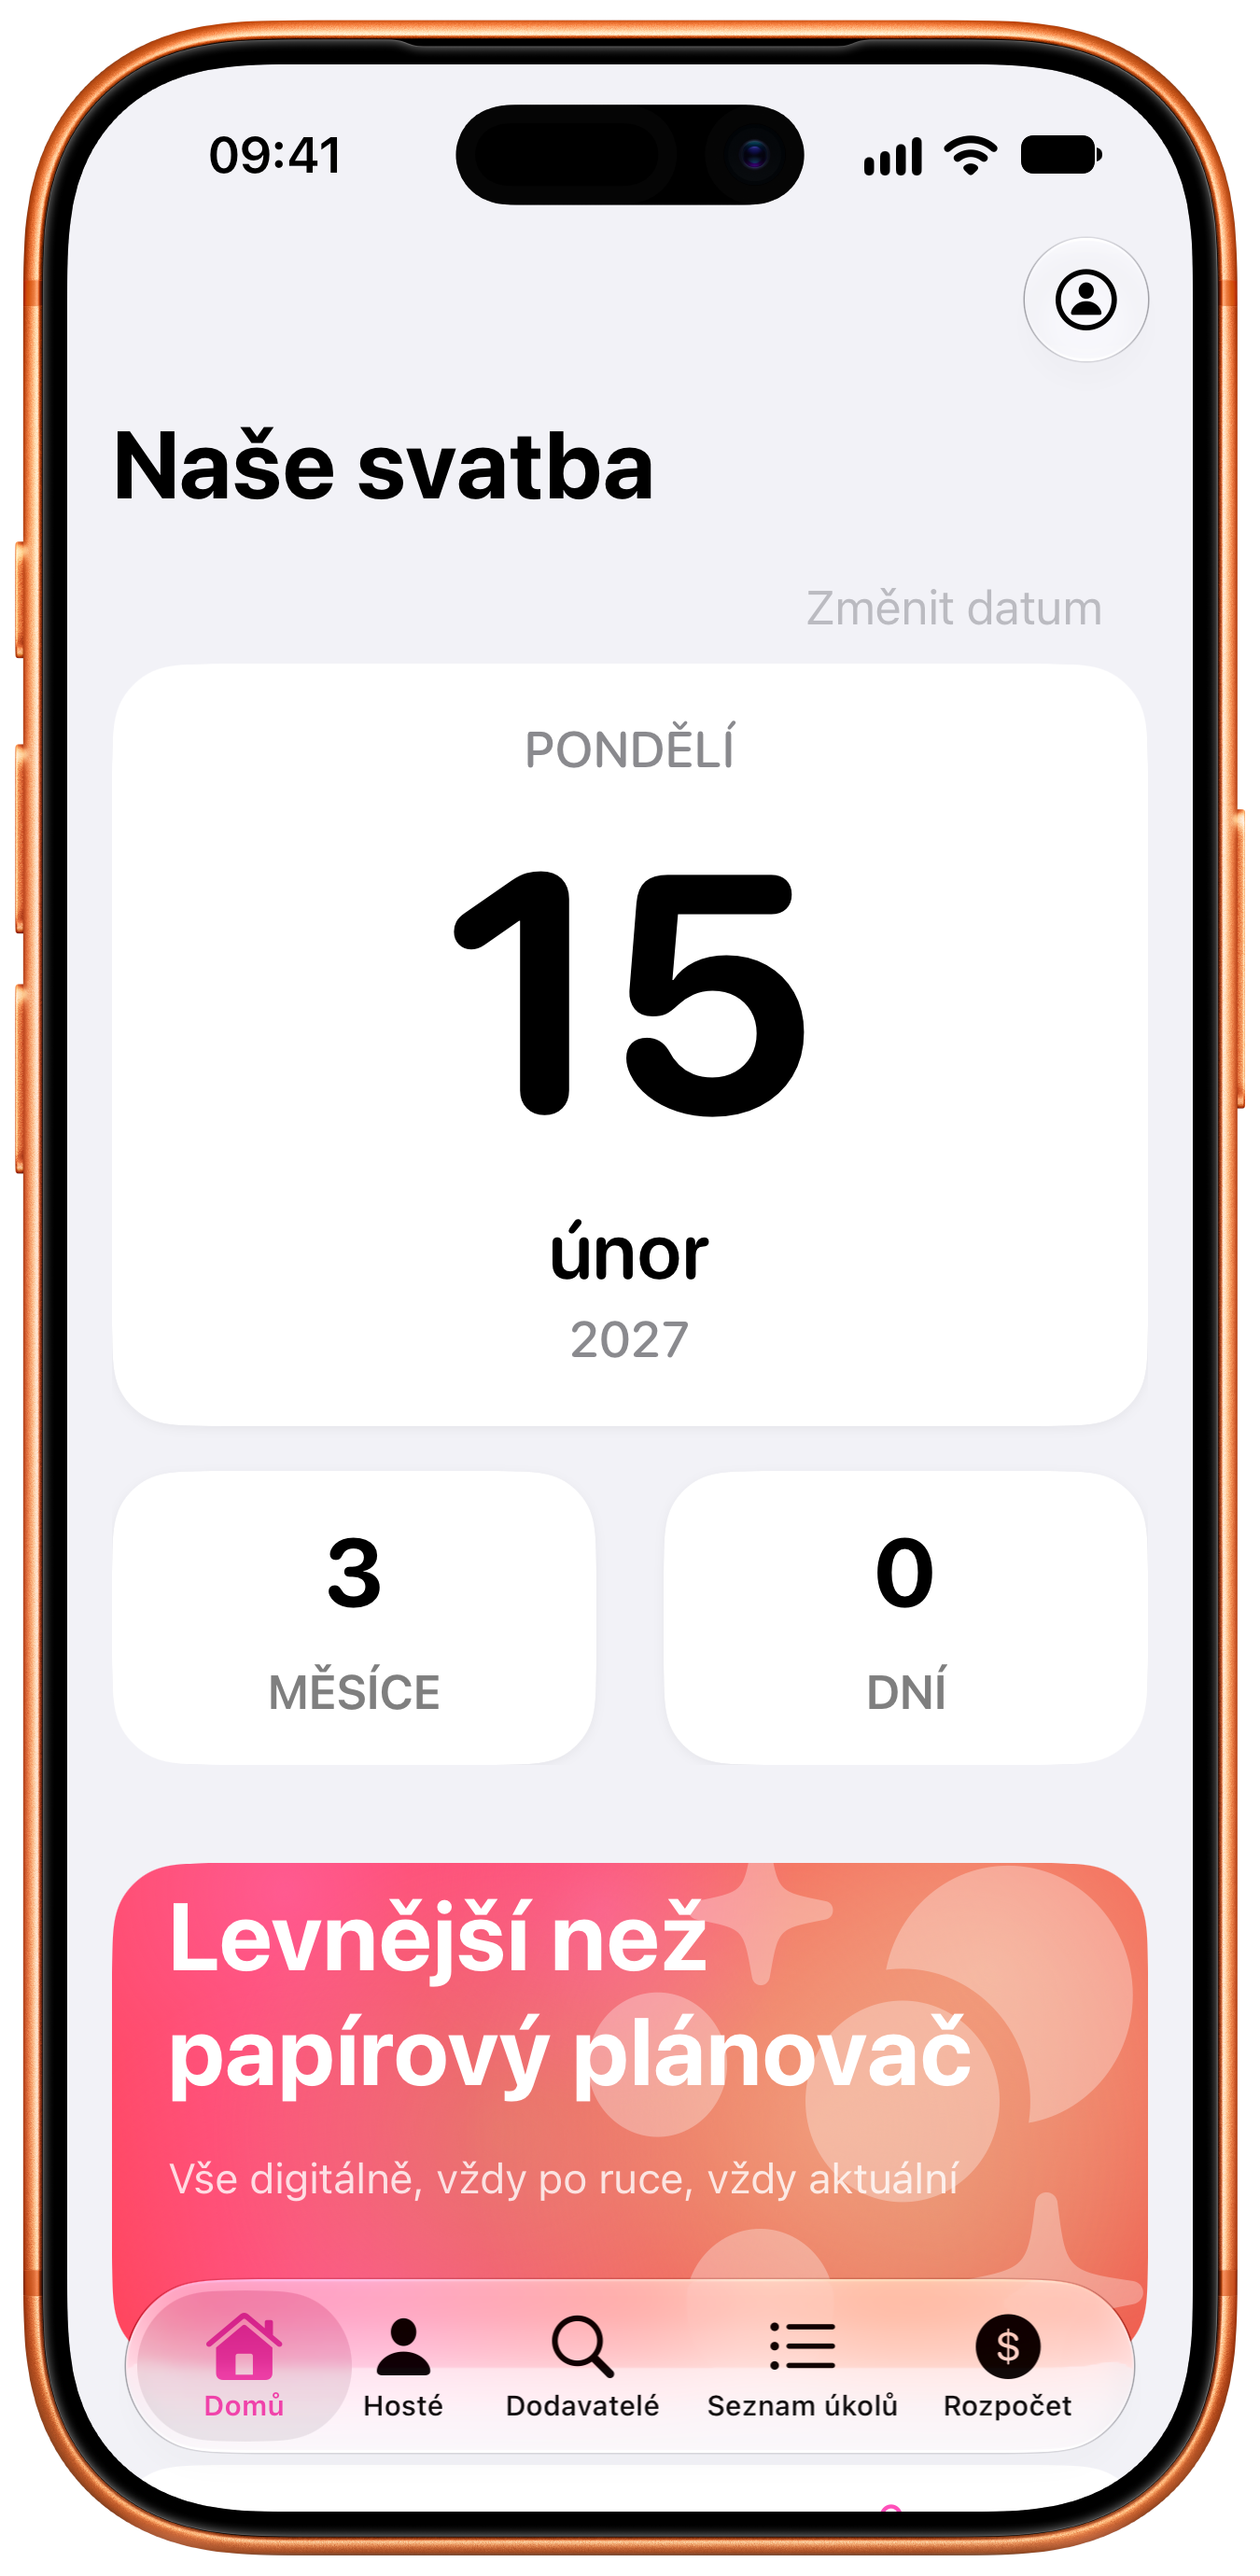 09:41
Naše svatba
Změnit datum
PONDĚLÍ
15
únor
2027
3
MĚSÍCE
0
DNÍ
Levnější než
papírový plánovač
Vše digitálně, vždy po ruce, vždy aktuální
Domů
Hosté
Dodavatelé
Seznam úkolů
Rozpočet